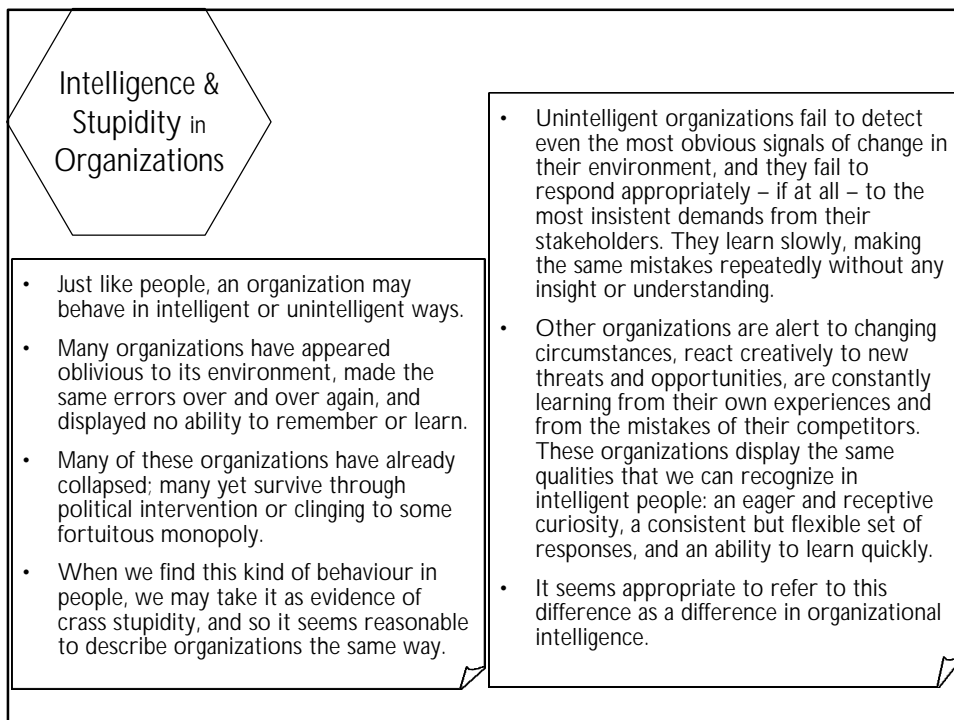 Intelligence &
Stupidity in
Organizations
• Just like people, an organization may
behave in intelligent or unintelligent ways.
• Many organizations have appeared
oblivious to its environment, made the
same errors over and over again, and
displayed no ability to remember or learn.
• Many of these organizations have already
collapsed; many yet survive through
political intervention or clinging to some
fortuitous monopoly.
• When we find this kind of behaviour in
people, we may take it as evidence of
crass stupidity, and so it seems reasonable
to describe organizations the same way.
• Unintelligent organizations fail to detect
even the most obvious signals of change in
their environment, and they fail to
respond appropriately – if at all – to the
most insistent demands from their
stakeholders. They learn slowly, making
the same mistakes repeatedly without any
insight or understanding.
• Other organizations are alert to changing
circumstances, react creatively to new
threats and opportunities, are constantly
learning from their own experiences and
from the mistakes of their competitors.
These organizations display the same
qualities that we can recognize in
intelligent people: an eager and receptive
curiosity, a consistent but flexible set of
responses, and an ability to learn quickly.
• It seems appropriate to refer to this
difference as a difference in organizational
intelligence.